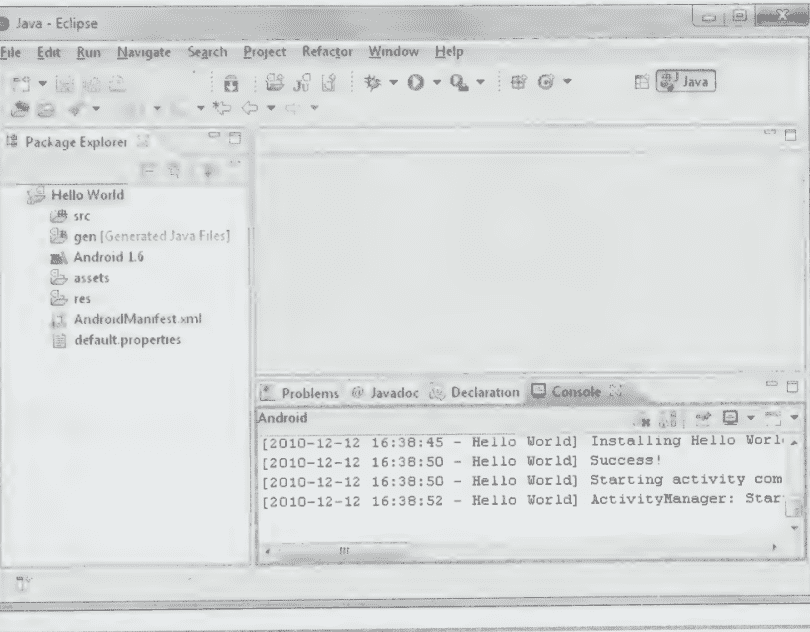 Java - Eclipse
File Edit Run Navigate Search Project Refactor Window Help
Java
Package Explorer
Hello World
src
gen [Generated Java Files]
Android 1.6
assets
res
AndroidManifest.xml
default.properties
Problems @ Javadoc Declaration Console
Android
[2010-12-12 16:38:45 - Hello World] Installing Hello Worl
[2010-12-12 16:38:50 - Hello World] Success!
[2010-12-12 16:38:50 - Hello World] Starting activity com
[2010-12-12 16:38:52 - Hello World] ActivityManager: Star